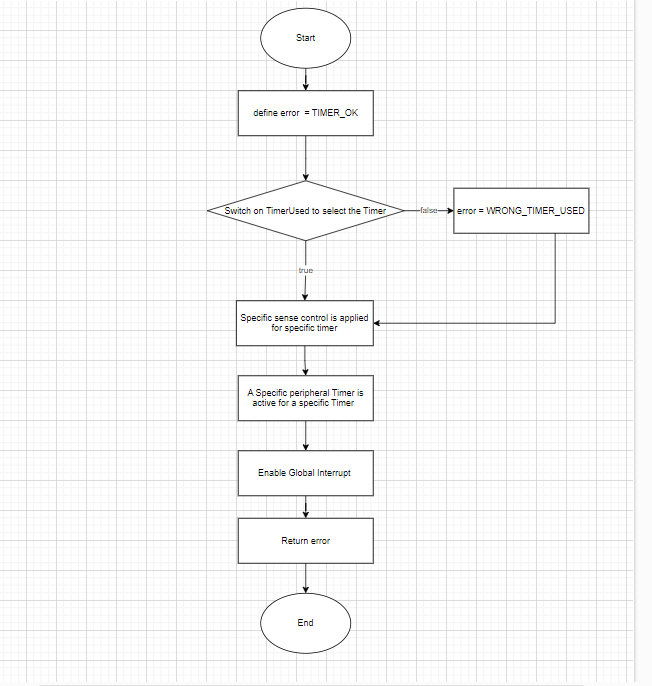 Start
define error = TIMER_OK
Switch on TimerUsed to select the Timer
false
error = WRONG_TIMER_USED
true
Specific sense control is applied
for specific timer
A Specific peripheral Timer is
active for a specific Timer
Enable Global Interrupt
Return error
End